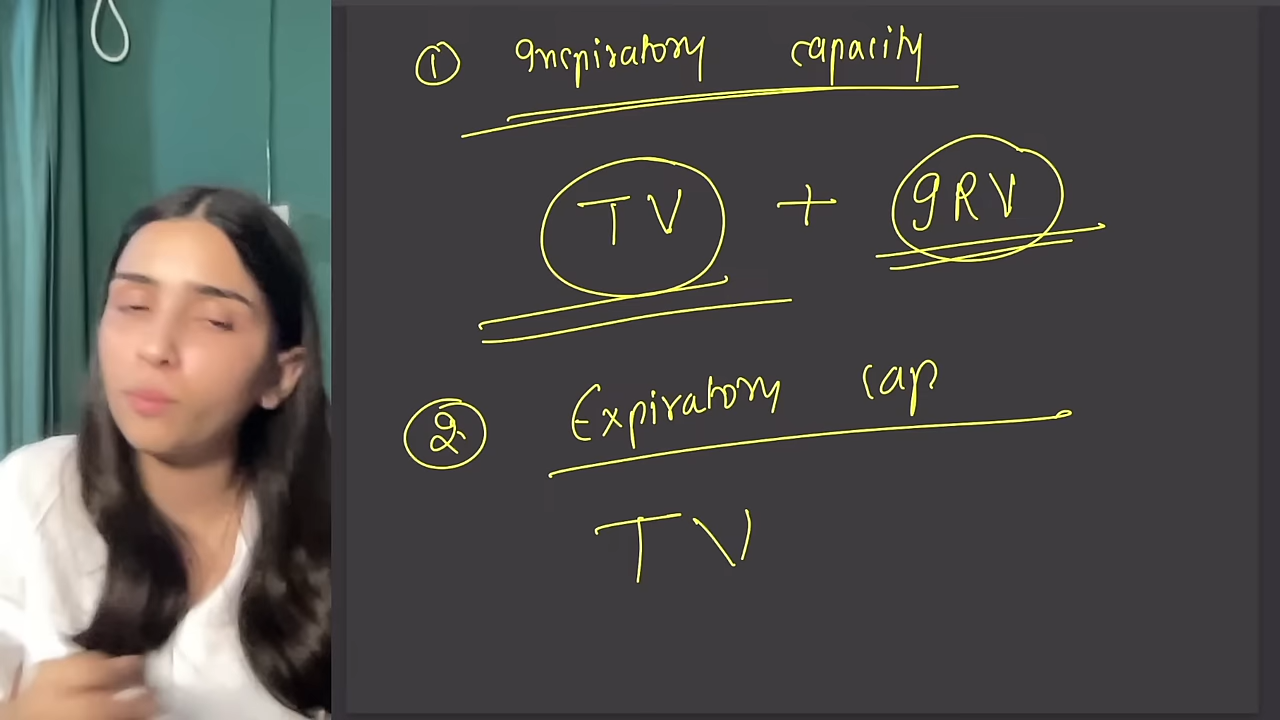 ① Inspiratory capacity
TV + IRV
② Expiratory cap
TV